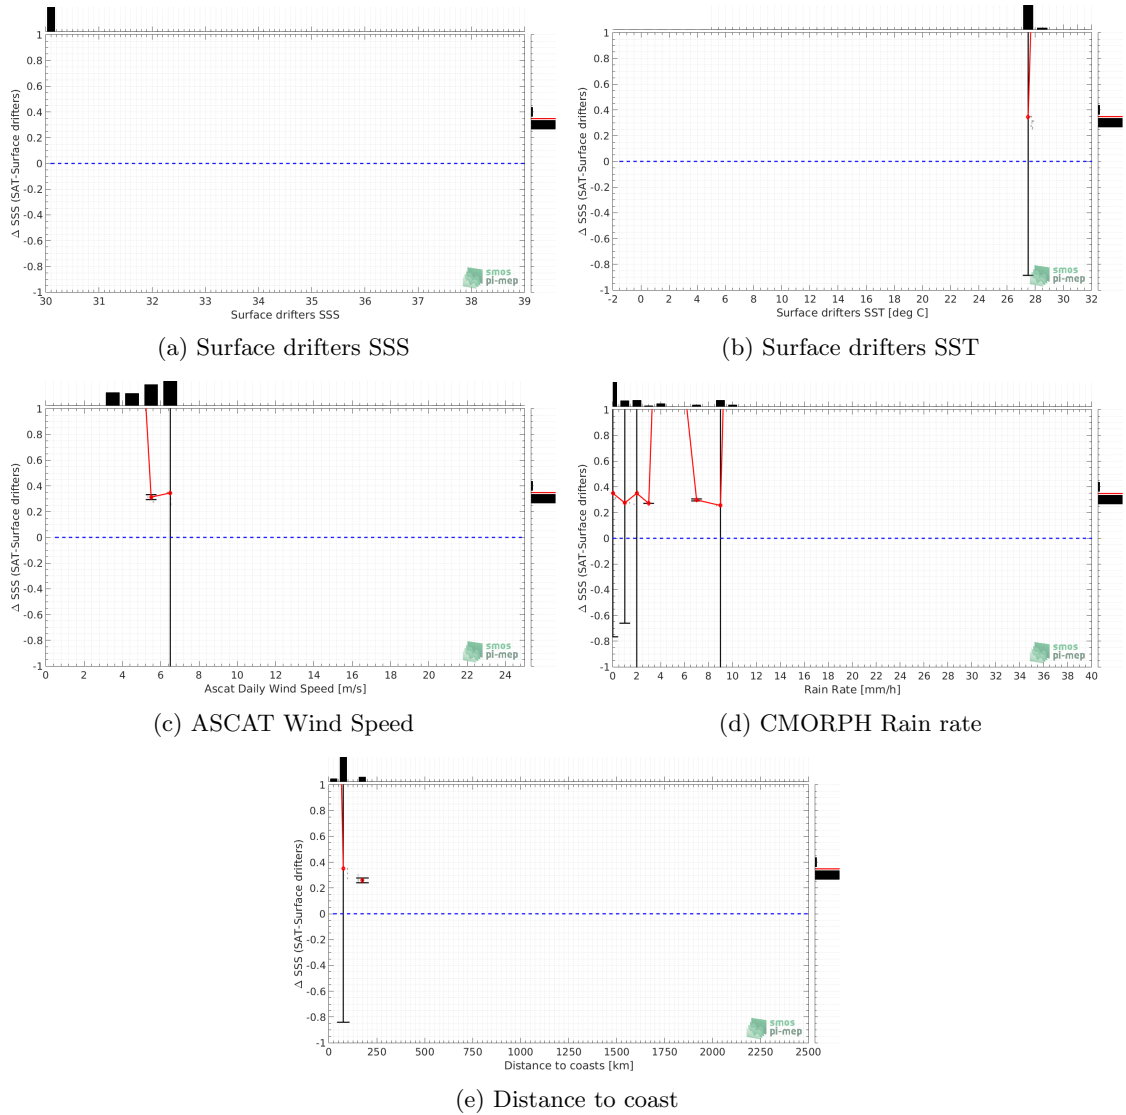 1
0.8
0.6
0.4
0.2
0
-0.2
-0.4
-0.6
-0.8
-1
Δ SSS (SAT-Surface drifters)
30 31 32 33 34 35 36 37 38 39
Surface drifters SSS
smos
pi-mep
(a) Surface drifters SSS
1
0.8
0.6
0.4
0.2
0
-0.2
-0.4
-0.6
-0.8
-1
Δ SSS (SAT-Surface drifters)
-2 0 2 4 6 8 10 12 14 16 18 20 22 24 26 28 30 32
Surface drifters SST [deg C]
smos
pi-mep
(b) Surface drifters SST
1
0.8
0.6
0.4
0.2
0
-0.2
-0.4
-0.6
-0.8
-1
Δ SSS (SAT-Surface drifters)
0 2 4 6 8 10 12 14 16 18 20 22 24
Ascat Daily Wind Speed [m/s]
smos
pi-mep
(c) ASCAT Wind Speed
1
0.8
0.6
0.4
0.2
0
-0.2
-0.4
-0.6
-0.8
-1
Δ SSS (SAT-Surface drifters)
0 2 4 6 8 10 12 14 16 18 20 22 24 26 28 30 32 34 36 38 40
Rain Rate [mm/h]
smos
pi-mep
(d) CMORPH Rain rate
1
0.8
0.6
0.4
0.2
0
-0.2
-0.4
-0.6
-0.8
-1
Δ SSS (SAT-Surface drifters)
0 250 500 750 1000 1250 1500 1750 2000 2250 2500
Distance to coasts [km]
smos
pi-mep
(e) Distance to coast